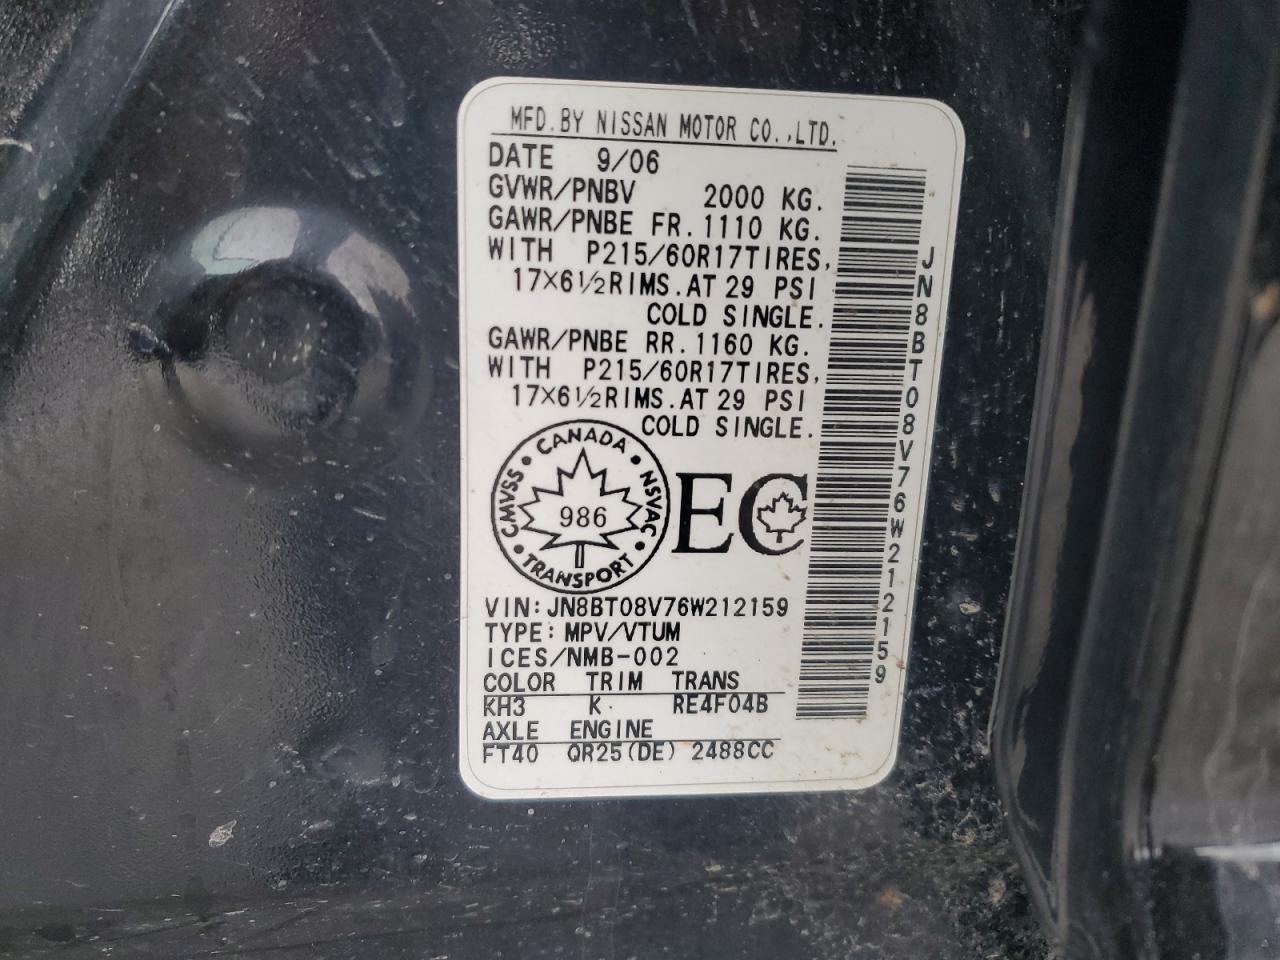 MFD.BY NISSAN MOTOR CO.,LTD.
DATE 9/06
GVWR/PNBV 2000 KG.
GAWR/PNBE FR.1110 KG.
WITH P215/60R17TIRES,
17×6½RIMS.AT 29 PSI
COLD SINGLE.
GAWR/PNBE RR.1160 KG.
WITH P215/60R17TIRES,
17×6½RIMS.AT 29 PSI
COLD SINGLE.
CANADA
CMVSS NSVAC
986
TRANSPORT
EC
VIN:JN8BT08V76W212159
TYPE:MPV/VTUM
ICES/NMB-002
COLOR TRIM TRANS
KH3 K RE4F04B
AXLE ENGINE
FT40 QR25(DE) 2488CC
JN8BT08V76W212159